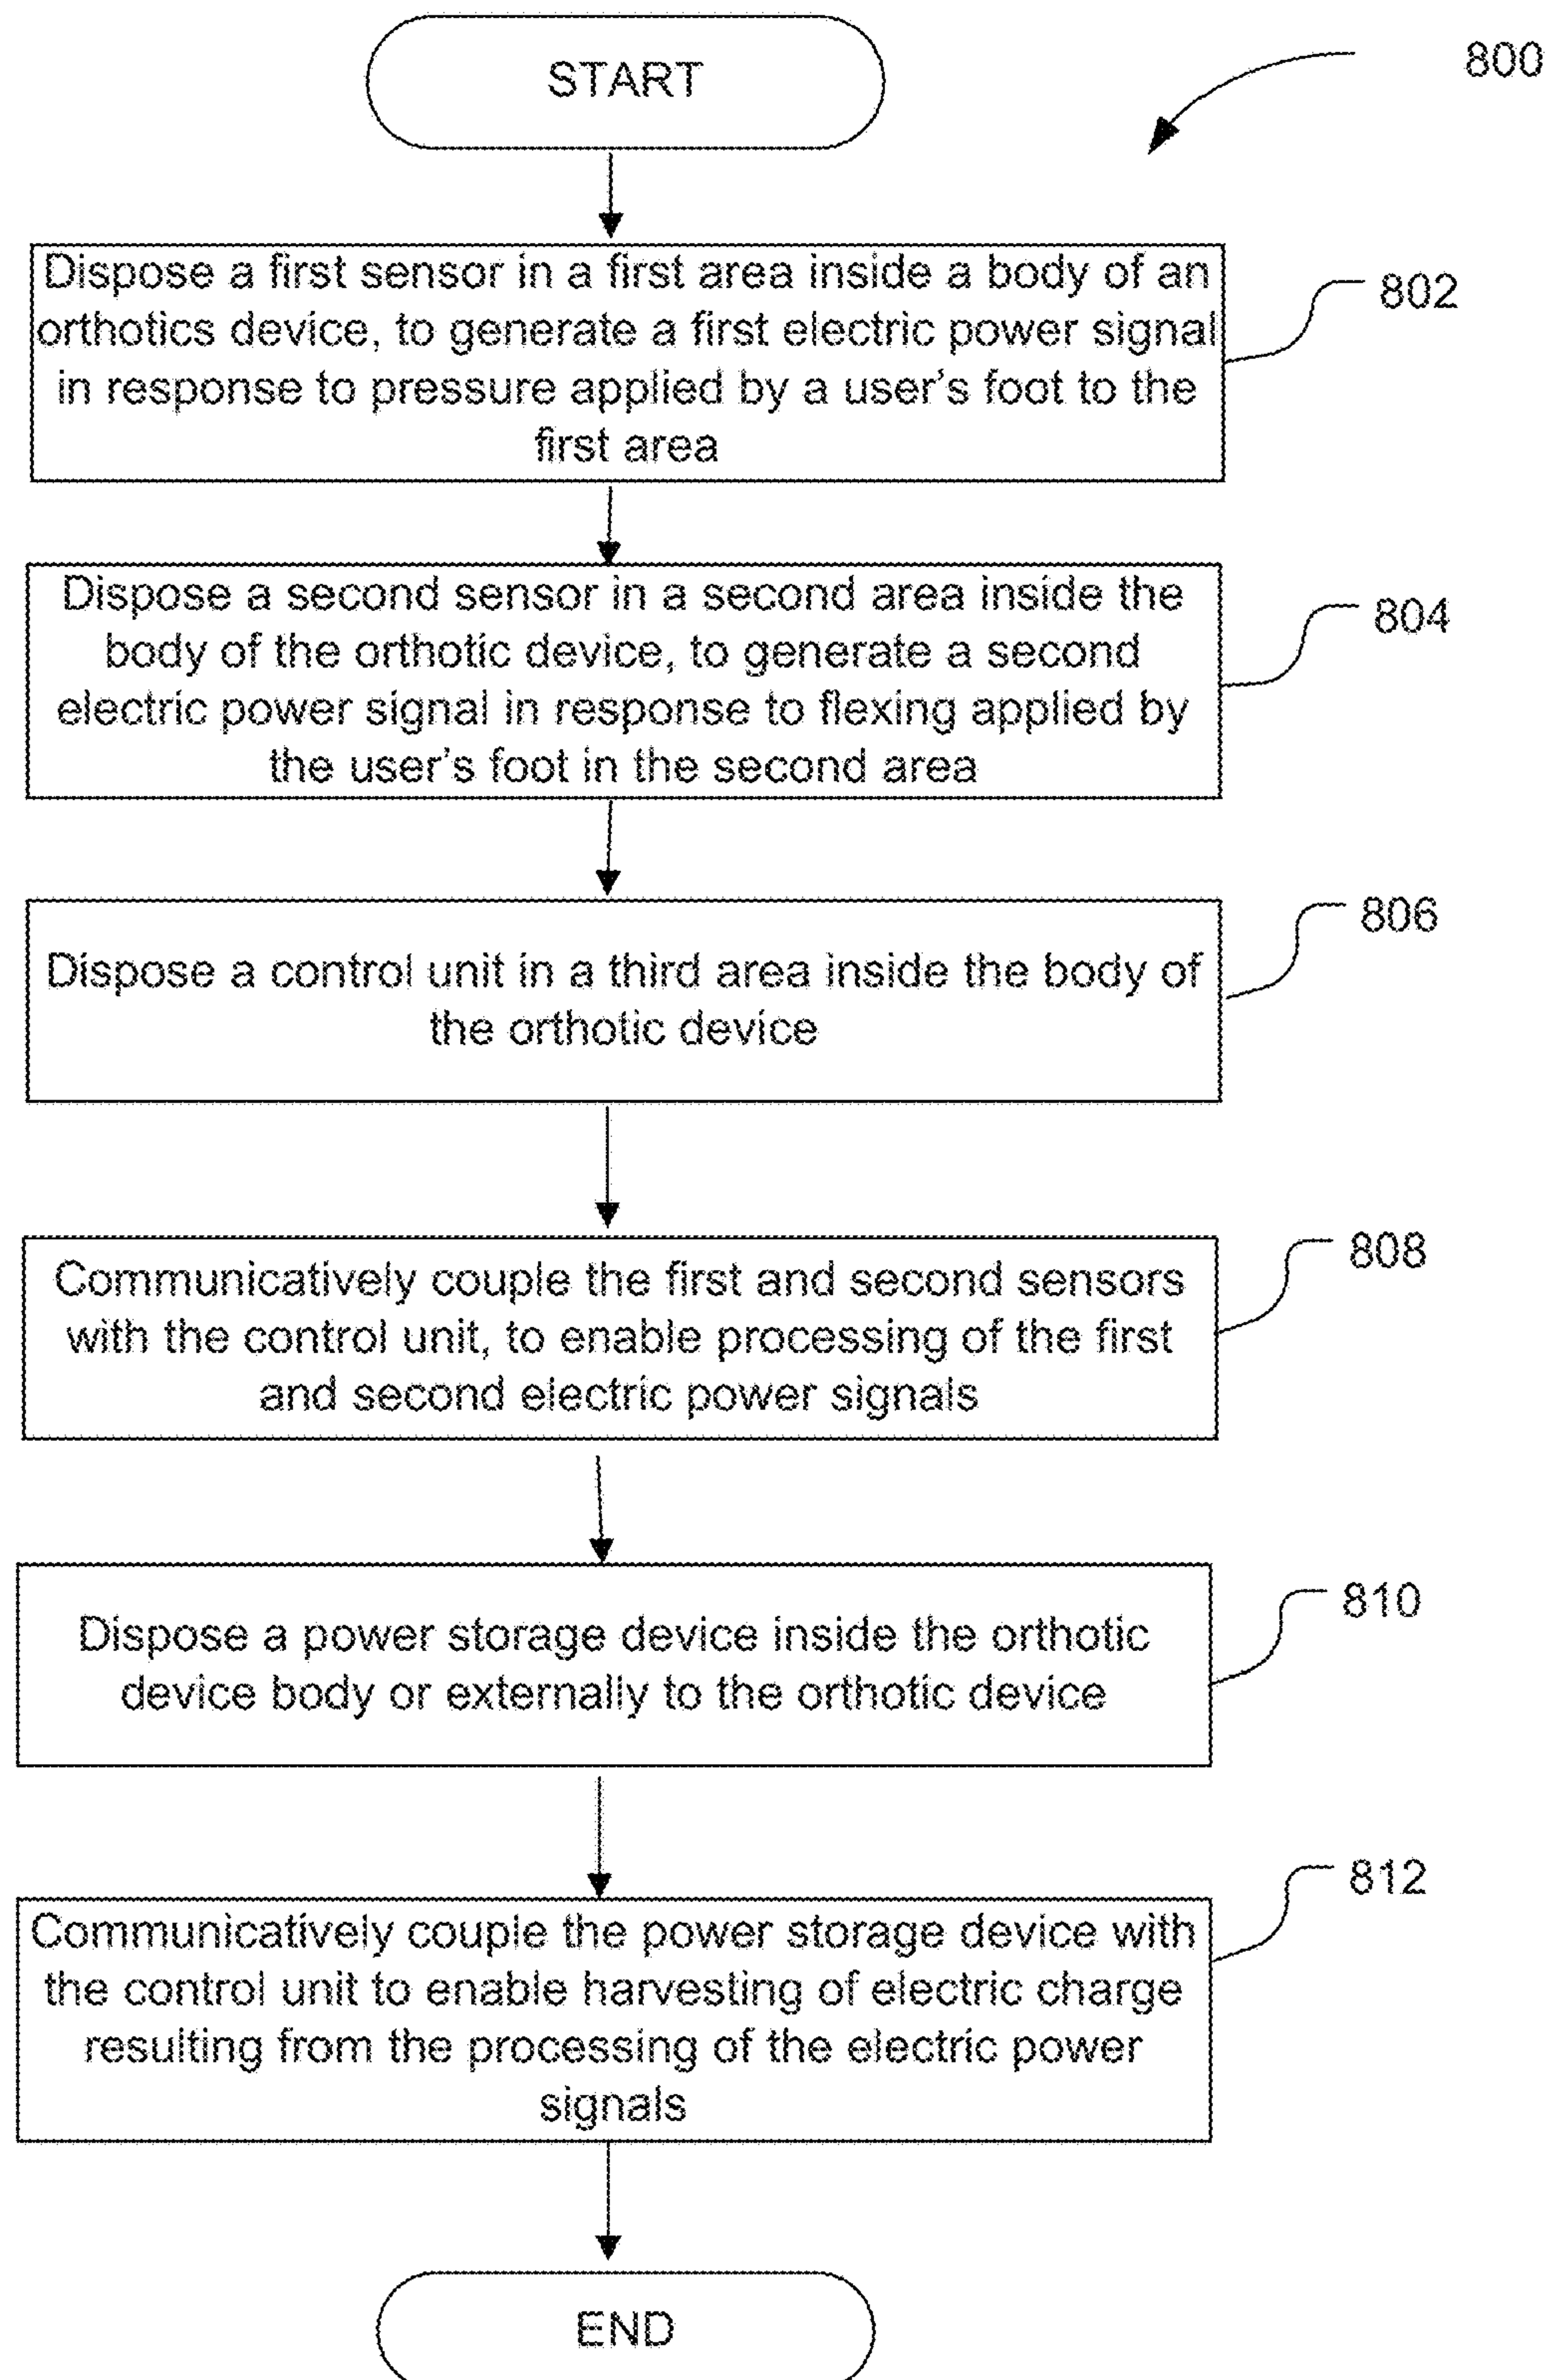 START
800
Dispose a first sensor in a first area inside a body of an
orthotics device, to generate a first electric power signal
in response to pressure applied by a user's foot to the
first area
802
Dispose a second sensor in a second area inside the
body of the orthotic device, to generate a second
electric power signal in response to flexing applied by
the user's foot in the second area
804
Dispose a control unit in a third area inside the body of
the orthotic device
806
Communicatively couple the first and second sensors
with the control unit, to enable processing of the first
and second electric power signals
808
Dispose a power storage device inside the orthotic
device body or externally to the orthotic device
810
Communicatively couple the power storage device with
the control unit to enable harvesting of electric charge
resulting from the processing of the electric power
signals
812
END